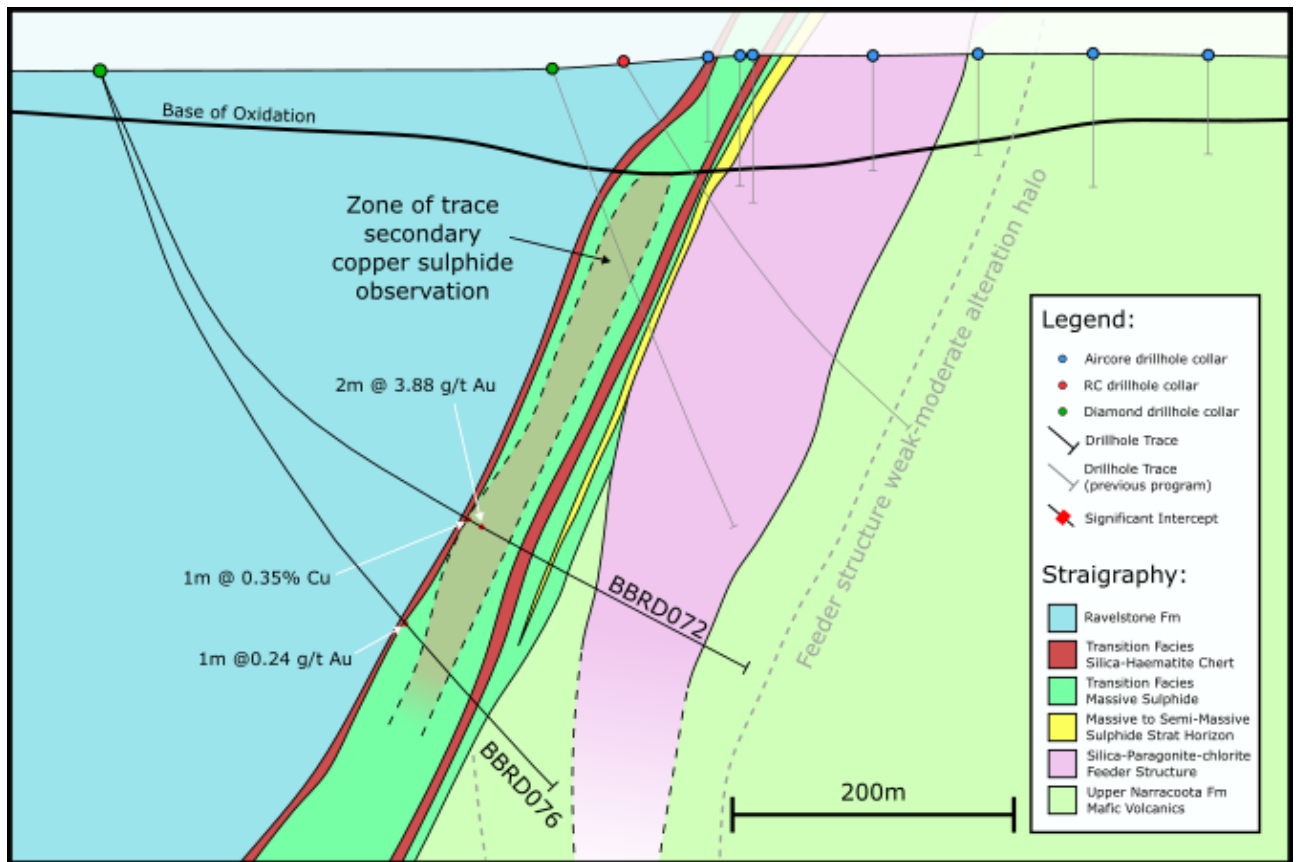 Base of Oxidation
Zone of trace
secondary
copper sulphide
observation
2m @ 3.88 g/t Au
1m @ 0.35% Cu
1m @0.24 g/t Au
BBRD072
BBRD076
Feeder structure weak-moderate alteration halo
200m
Legend:
Aircore drillhole collar
RC drillhole collar
Diamond drillhole collar
Drillhole Trace
Drillhole Trace
(previous program)
Significant Intercept
Straigraphy:
Ravelstone Fm
Transition Facies
Silica-Haematite Chert
Transition Facies
Massive Sulphide
Massive to Semi-Massive
Sulphide Strat Horizon
Silica-Paragonite-chlorite
Feeder Structure
Upper Narracoota Fm
Mafic Volcanics